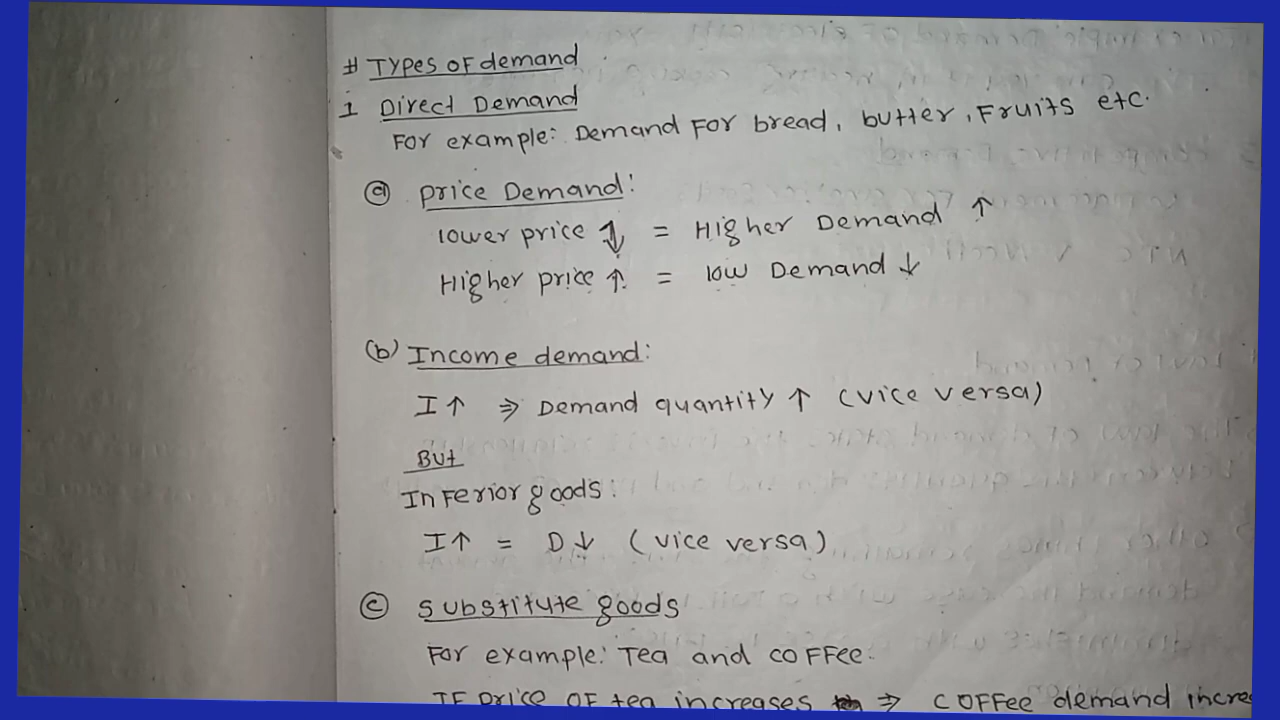 # Types of demand
1 Direct Demand
For example: Demand For bread, butter, Fruits etc.
(a) price Demand:
lower price ↓ = Higher Demand ↑
Higher price ↑ = low Demand ↓
(b) Income demand:
I↑ ⇒ Demand quantity ↑ (vice versa)
But
Inferior goods:
I↑ = D↓ (vice versa)
(c) substitute goods
For example: Tea and coffee.
If price of tea increases ⇒ coffee demand incre